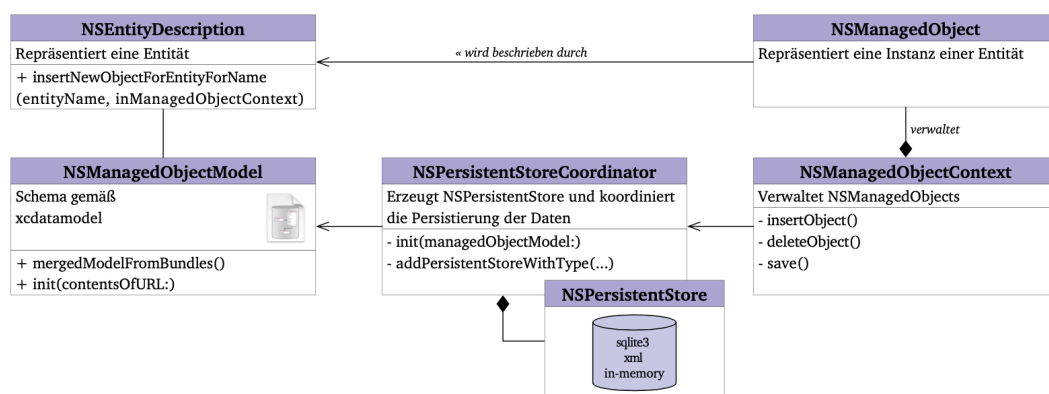 NSEntityDescription
Repräsentiert eine Entität
+ insertNewObjectForEntityForName
(entityName, inManagedObjectContext)
« wird beschrieben durch
NSManagedObject
Repräsentiert eine Instanz einer Entität
verwaltet
NSManagedObjectModel
Schema gemäß
xcdatamodel
+ mergedModelFromBundles()
+ init(contentsOfURL:)
NSPersistentStoreCoordinator
Erzeugt NSPersistentStore und koordiniert
die Persistierung der Daten
- init(managedObjectModel:)
- addPersistentStoreWithType(...)
NSManagedObjectContext
Verwaltet NSManagedObjects
- insertObject()
- deleteObject()
- save()
NSPersistentStore
sqlite3
xml
in-memory